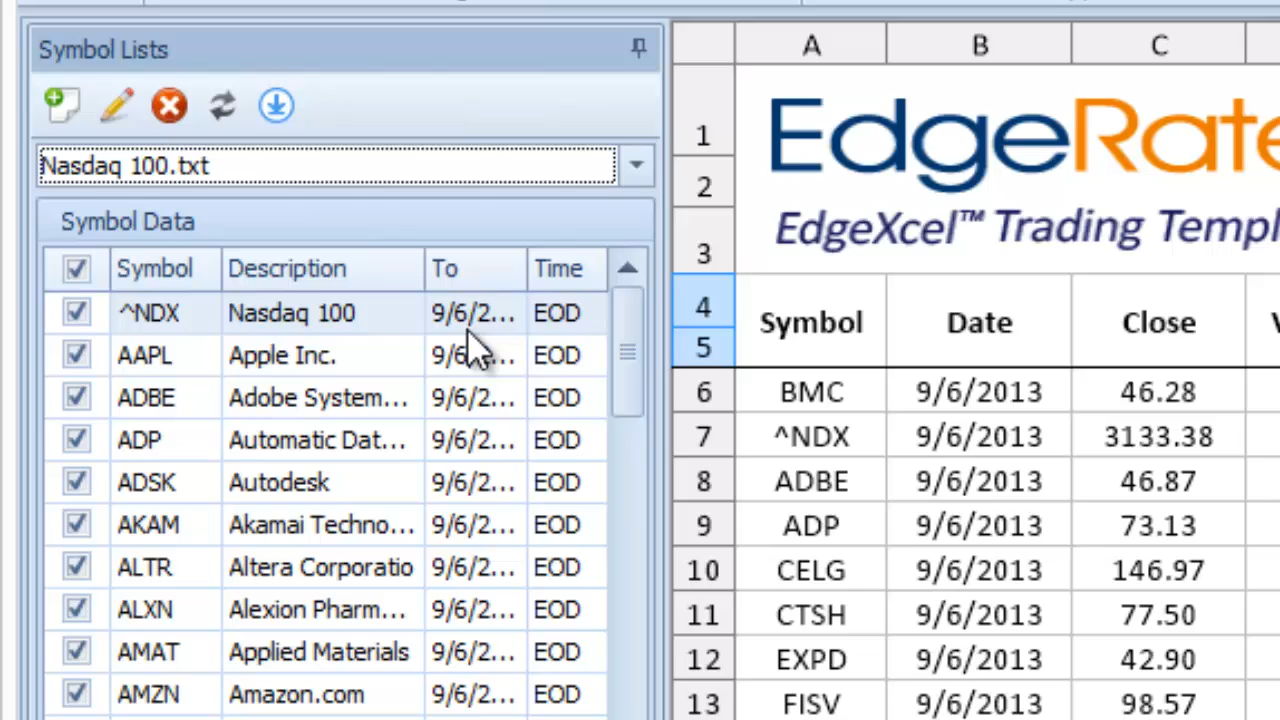 Symbol Lists
Nasdaq 100.txt
Symbol Data
Symbol Description To Time
^NDX Nasdaq 100 9/6/2... EOD
AAPL Apple Inc. 9/6... EOD
ADBE Adobe System... 9/6/2... EOD
ADP Automatic Dat... 9/6/2... EOD
ADSK Autodesk 9/6/2... EOD
AKAM Akamai Techno... 9/6/2... EOD
ALTR Altera Corporatio 9/6/2... EOD
ALXN Alexion Pharm... 9/6/2... EOD
AMAT Applied Materials 9/6/2... EOD
AMZN Amazon.com 9/6/2... EOD
A B C
1 EdgeRate
2
3 EdgeXcel™ Trading Templ
4 Symbol Date Close
5
6 BMC 9/6/2013 46.28
7 ^NDX 9/6/2013 3133.38
8 ADBE 9/6/2013 46.87
9 ADP 9/6/2013 73.13
10 CELG 9/6/2013 146.97
11 CTSH 9/6/2013 77.50
12 EXPD 9/6/2013 42.90
13 FISV 9/6/2013 98.57